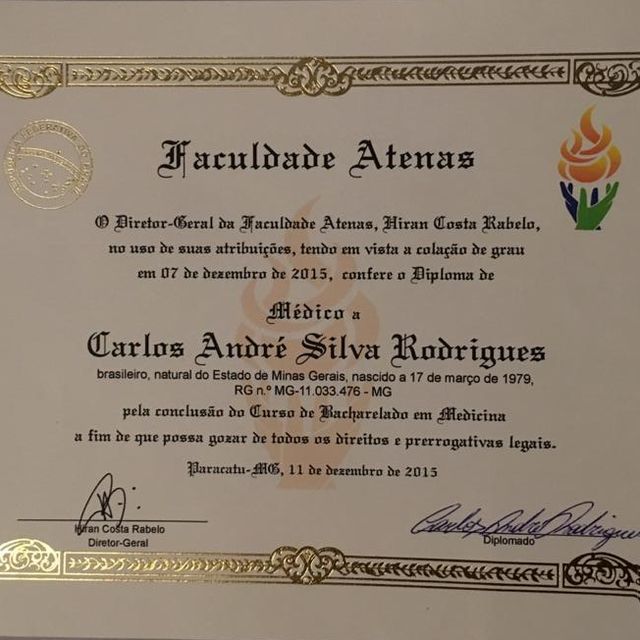 Faculdade Atenas
O Diretor-Geral da Faculdade Atenas, Hiran Costa Rabelo,
no uso de suas atribuições, tendo em vista a colação de grau
em 07 de dezembro de 2015, confere o Diploma de
Médico a
Carlos André Silva Rodrigues
brasileiro, natural do Estado de Minas Gerais, nascido a 17 de março de 1979,
RG n.º MG-11.033.476 - MG
pela conclusão do Curso de Bacharelado em Medicina
a fim de que possa gozar de todos os direitos e prerrogativas legais.
Paracatu-MG, 11 de dezembro de 2015
Carlos André Rodrigues
Hiran Costa Rabelo
Diretor-Geral
Diplomado